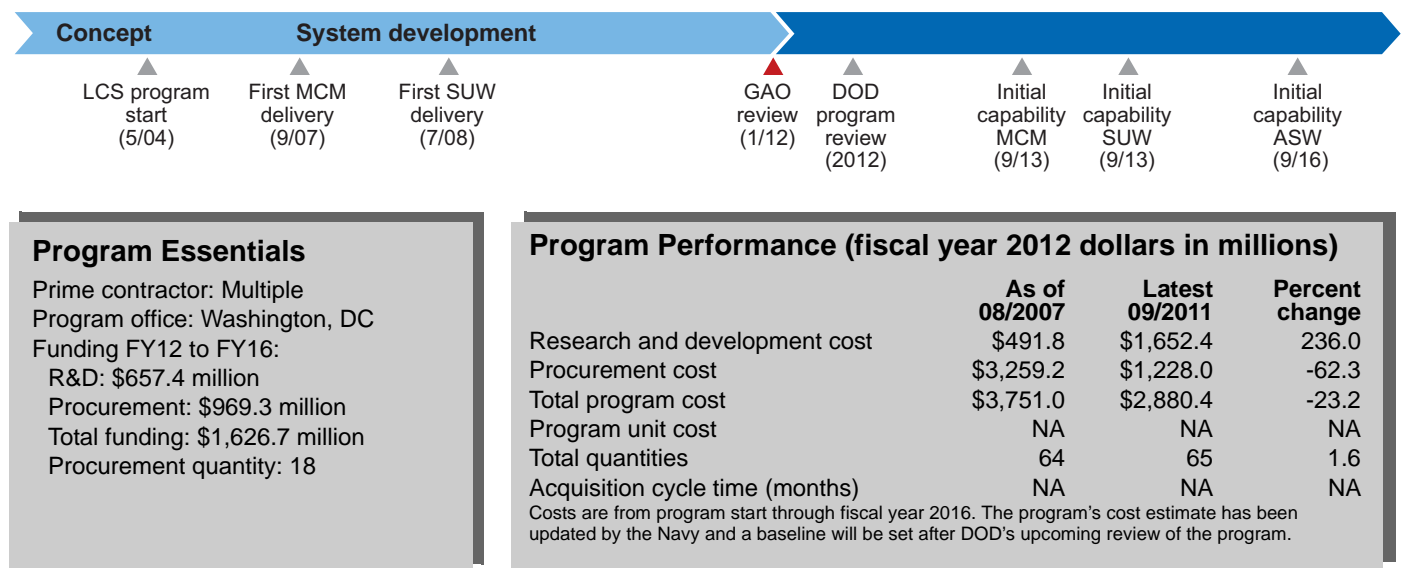 Concept System development
LCS program
start
(5/04)
First MCM
delivery
(9/07)
First SUW
delivery
(7/08)
GAO
review
(1/12)
DOD
program
review
(2012)
Initial
capability
MCM
(9/13)
Initial
capability
SUW
(9/13)
Initial
capability
ASW
(9/16)
Program Essentials
Prime contractor: Multiple
Program office: Washington, DC
Funding FY12 to FY16:
R&D: $657.4 million
Procurement: $969.3 million
Total funding: $1,626.7 million
Procurement quantity: 18
Program Performance (fiscal year 2012 dollars in millions)
As of Latest Percent
08/2007 09/2011 change
Research and development cost $491.8 $1,652.4 236.0
Procurement cost $3,259.2 $1,228.0 -62.3
Total program cost $3,751.0 $2,880.4 -23.2
Program unit cost NA NA NA
Total quantities 64 65 1.6
Acquisition cycle time (months) NA NA NA
Costs are from program start through fiscal year 2016. The program's cost estimate has been
updated by the Navy and a baseline will be set after DOD's upcoming review of the program.